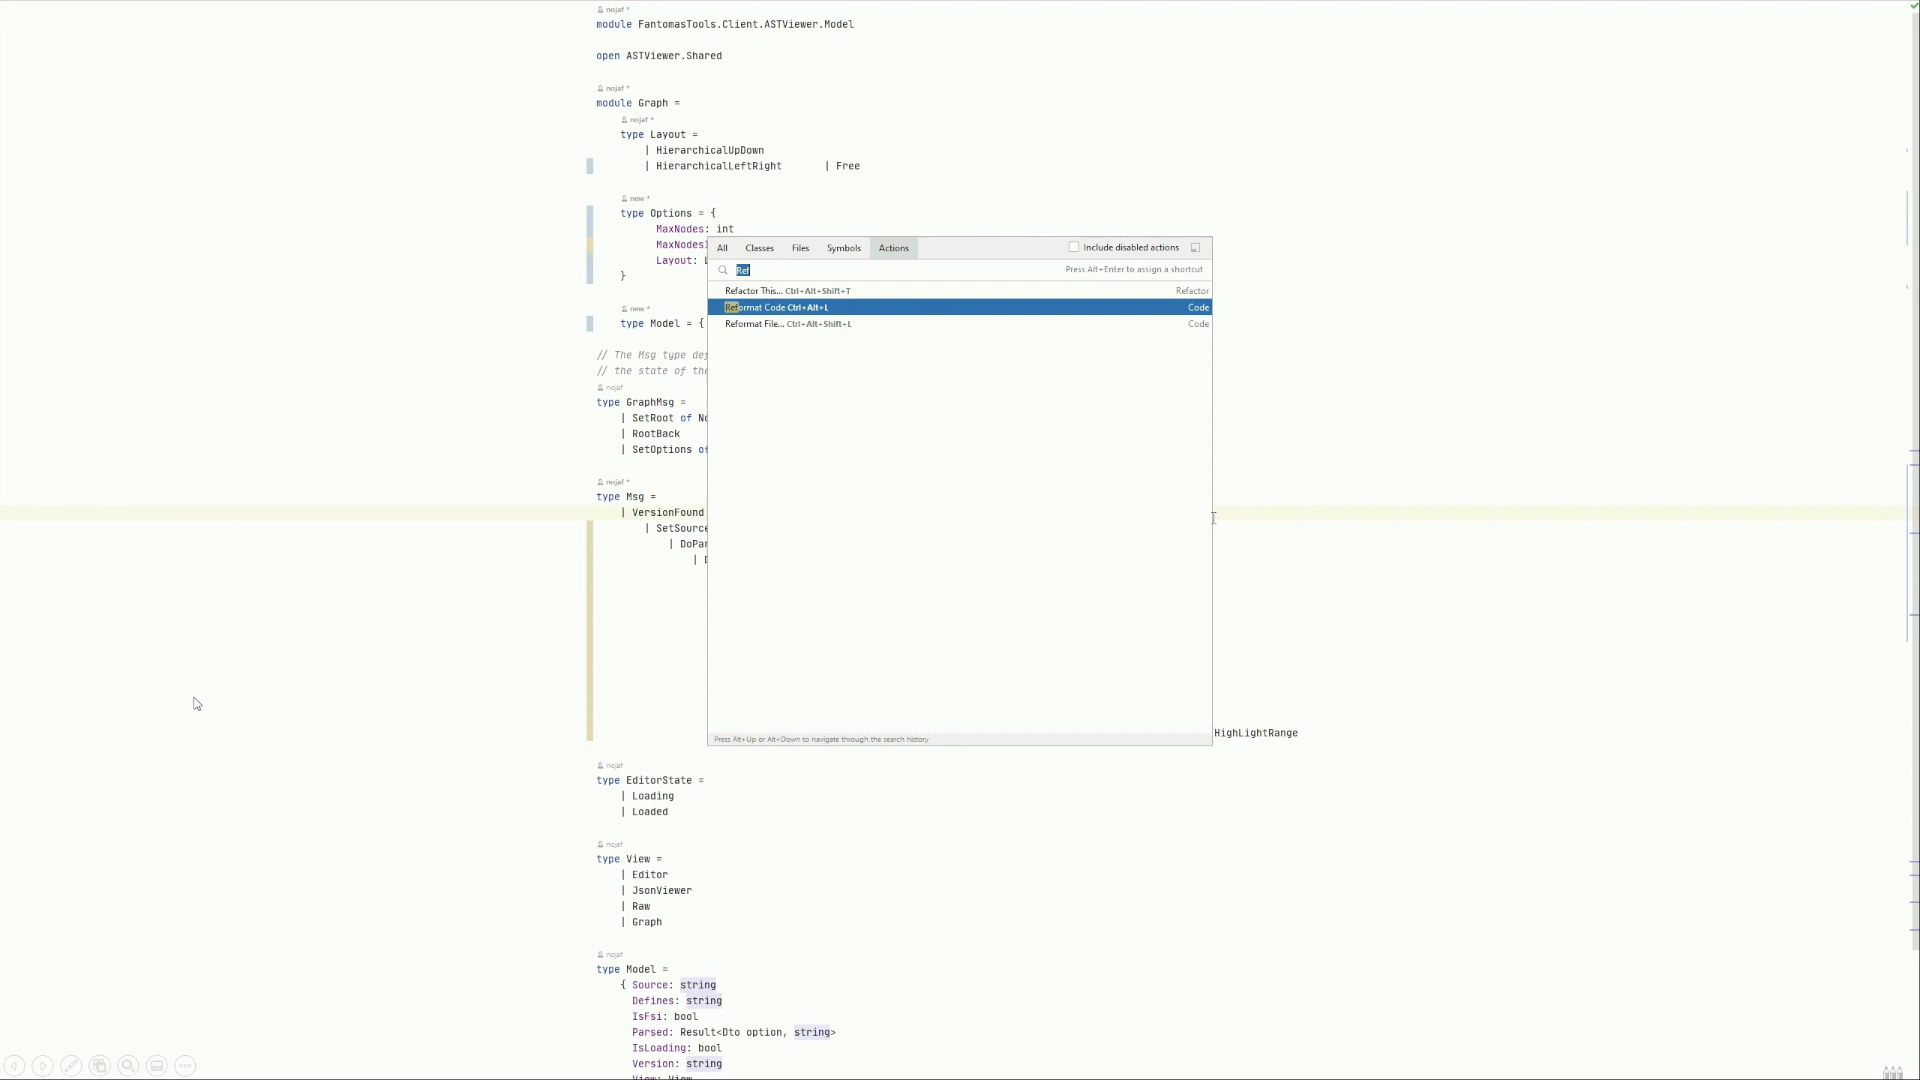 nojaf *
module FantomasTools.Client.ASTViewer.Model
open ASTViewer.Shared
nojaf *
module Graph =
nojaf *
type Layout =
| HierarchicalUpDown
| HierarchicalLeftRight | Free
new *
type Options = {
MaxNodes: int
Layout:
}
new *
type Model = {
// The Msg type
// the state of the
nojaf
type GraphMsg =
| SetRoot of
| RootBack
| SetOptions of
nojaf *
type Msg =
| VersionFound
| SetSource
|
|
HighLightRange
nojaf
type EditorState =
| Loading
| Loaded
nojaf
type View =
| Editor
| JsonViewer
| Raw
| Graph
nojaf
type Model =
{ Source: string
Defines: string
IsFsi: bool
Parsed: Result<Dto option, string>
IsLoading: bool
Version: string
View: View
All Classes Files Symbols Actions Include disabled actions
Ref Press Alt+Enter to assign a shortcut
Refactor This... Ctrl+Alt+Shift+T Refactor
Reformat Code Ctrl+Alt+L Code
Reformat File... Ctrl+Alt+Shift+L Code
Press Alt+Up or Alt+Down to navigate through the search history